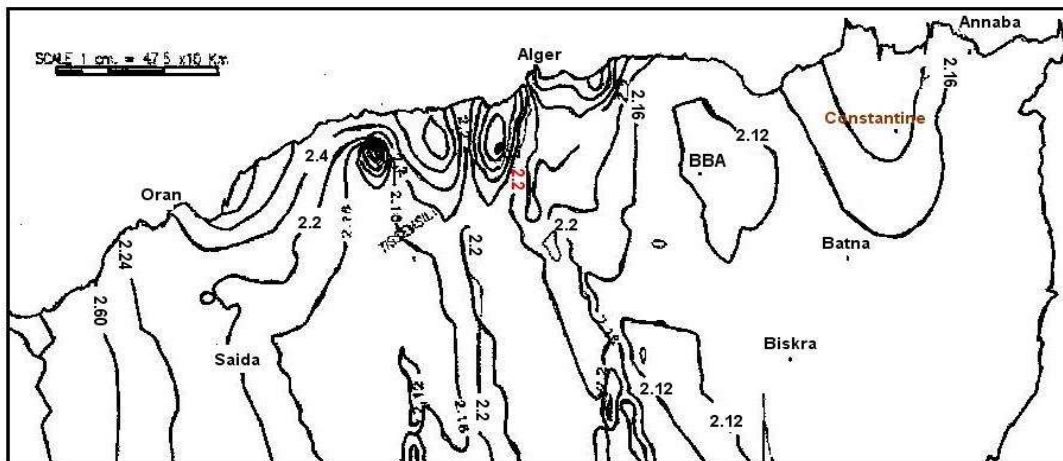 Annaba
SCALE 1 cm. = 47.5 x10 Km
Alger
2.16
2.16
Constantine
2.12
2.4
BBA
2.2
Oran
2.16
2.2
2.2
Batna
2.24
2.60
Saida
Biskra
2.12
2.12
2.16
2.2
2.12